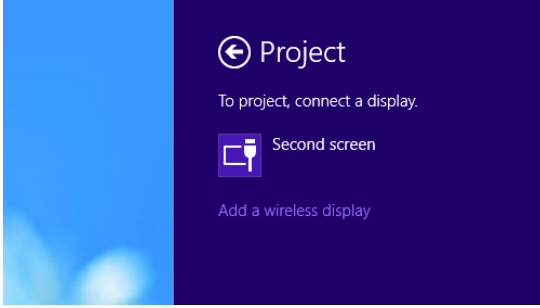 Project
To project, connect a display.
Second screen
Add a wireless display